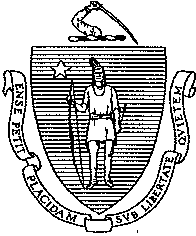 ENSE PETIT
PLACIDAM
SVB LIBERTATE
QVIETEM